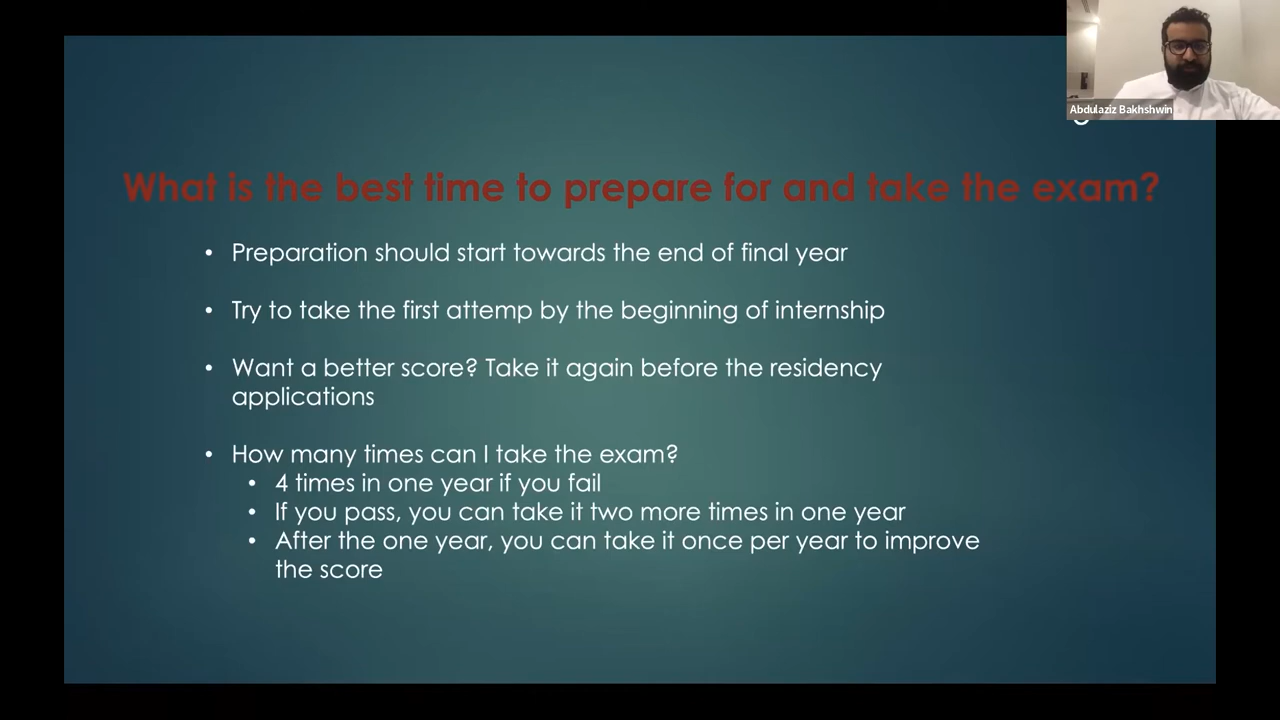 Abdulaziz Bakhshwin
What is the best time to prepare for and take the exam?
• Preparation should start towards the end of final year
• Try to take the first attemp by the beginning of internship
• Want a better score? Take it again before the residency
applications
• How many times can I take the exam?
• 4 times in one year if you fail
• If you pass, you can take it two more times in one year
• After the one year, you can take it once per year to improve
the score